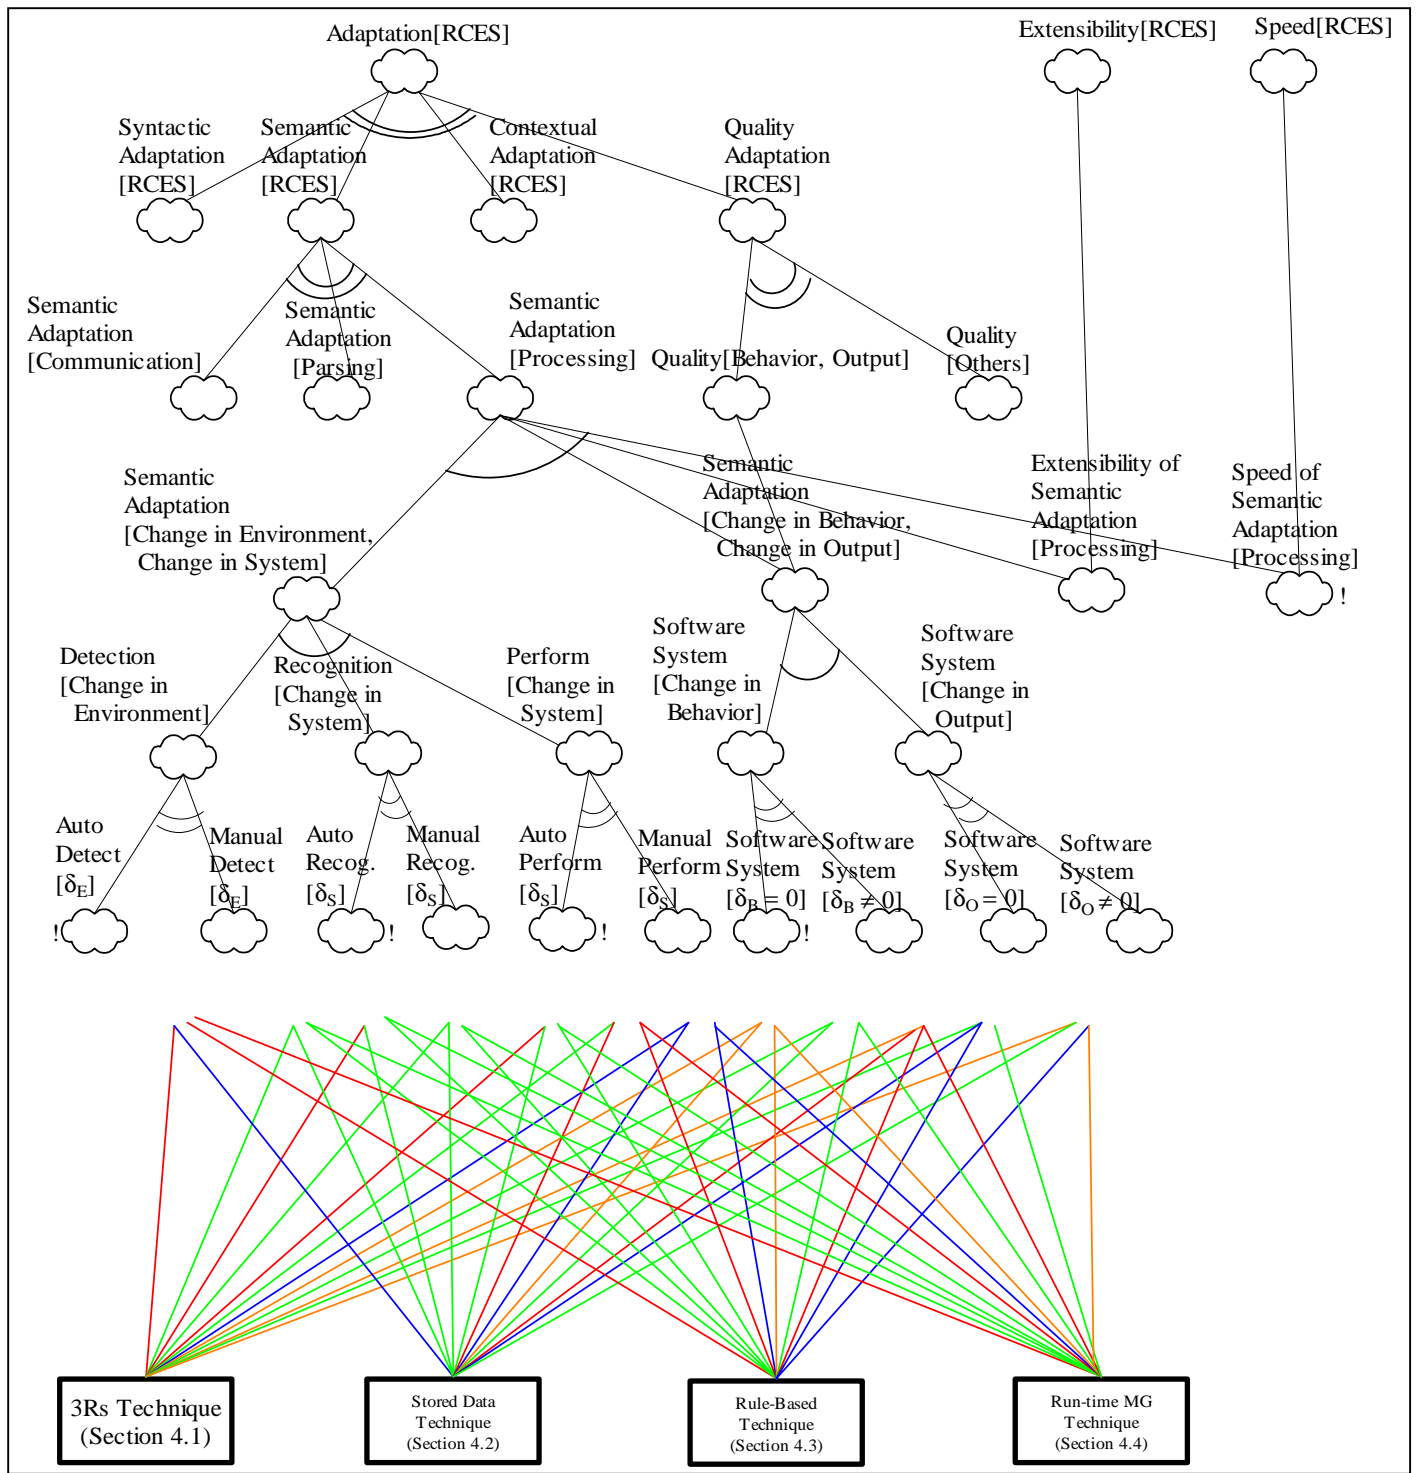 Adaptation[RCES]
Extensibility[RCES]
Speed[RCES]
Syntactic
Adaptation
[RCES]
Semantic
Adaptation
[RCES]
Contextual
Adaptation
[RCES]
Quality
Adaptation
[RCES]
Semantic
Adaptation
[Communication]
Semantic
Adaptation
[Parsing]
Semantic
Adaptation
[Processing]
Quality[Behavior, Output]
Quality
[Others]
Semantic
Adaptation
[Change in Environment,
Change in System]
Semantic
Adaptation
[Change in Behavior,
Change in Output]
Extensibility of
Semantic
Adaptation
[Processing]
Speed of
Semantic
Adaptation
[Processing]
!
Detection
[Change in
Environment]
Recognition
[Change in
System]
Perform
[Change in
System]
Software
System
[Change in
Behavior]
Software
System
[Change in
Output]
Auto
Detect
[δE]
!
Manual
Detect
[δE]
Auto
Recog.
[δS]
!
Manual
Recog.
[δS]
Auto
Perform
[δS]
!
Manual
Perform
[δS]
Software
System
[δB = 0]
!
Software
System
[δB ≠ 0]
Software
System
[δO = 0]
Software
System
[δO ≠ 0]
3Rs Technique
(Section 4.1)
Stored Data
Technique
(Section 4.2)
Rule-Based
Technique
(Section 4.3)
Run-time MG
Technique
(Section 4.4)